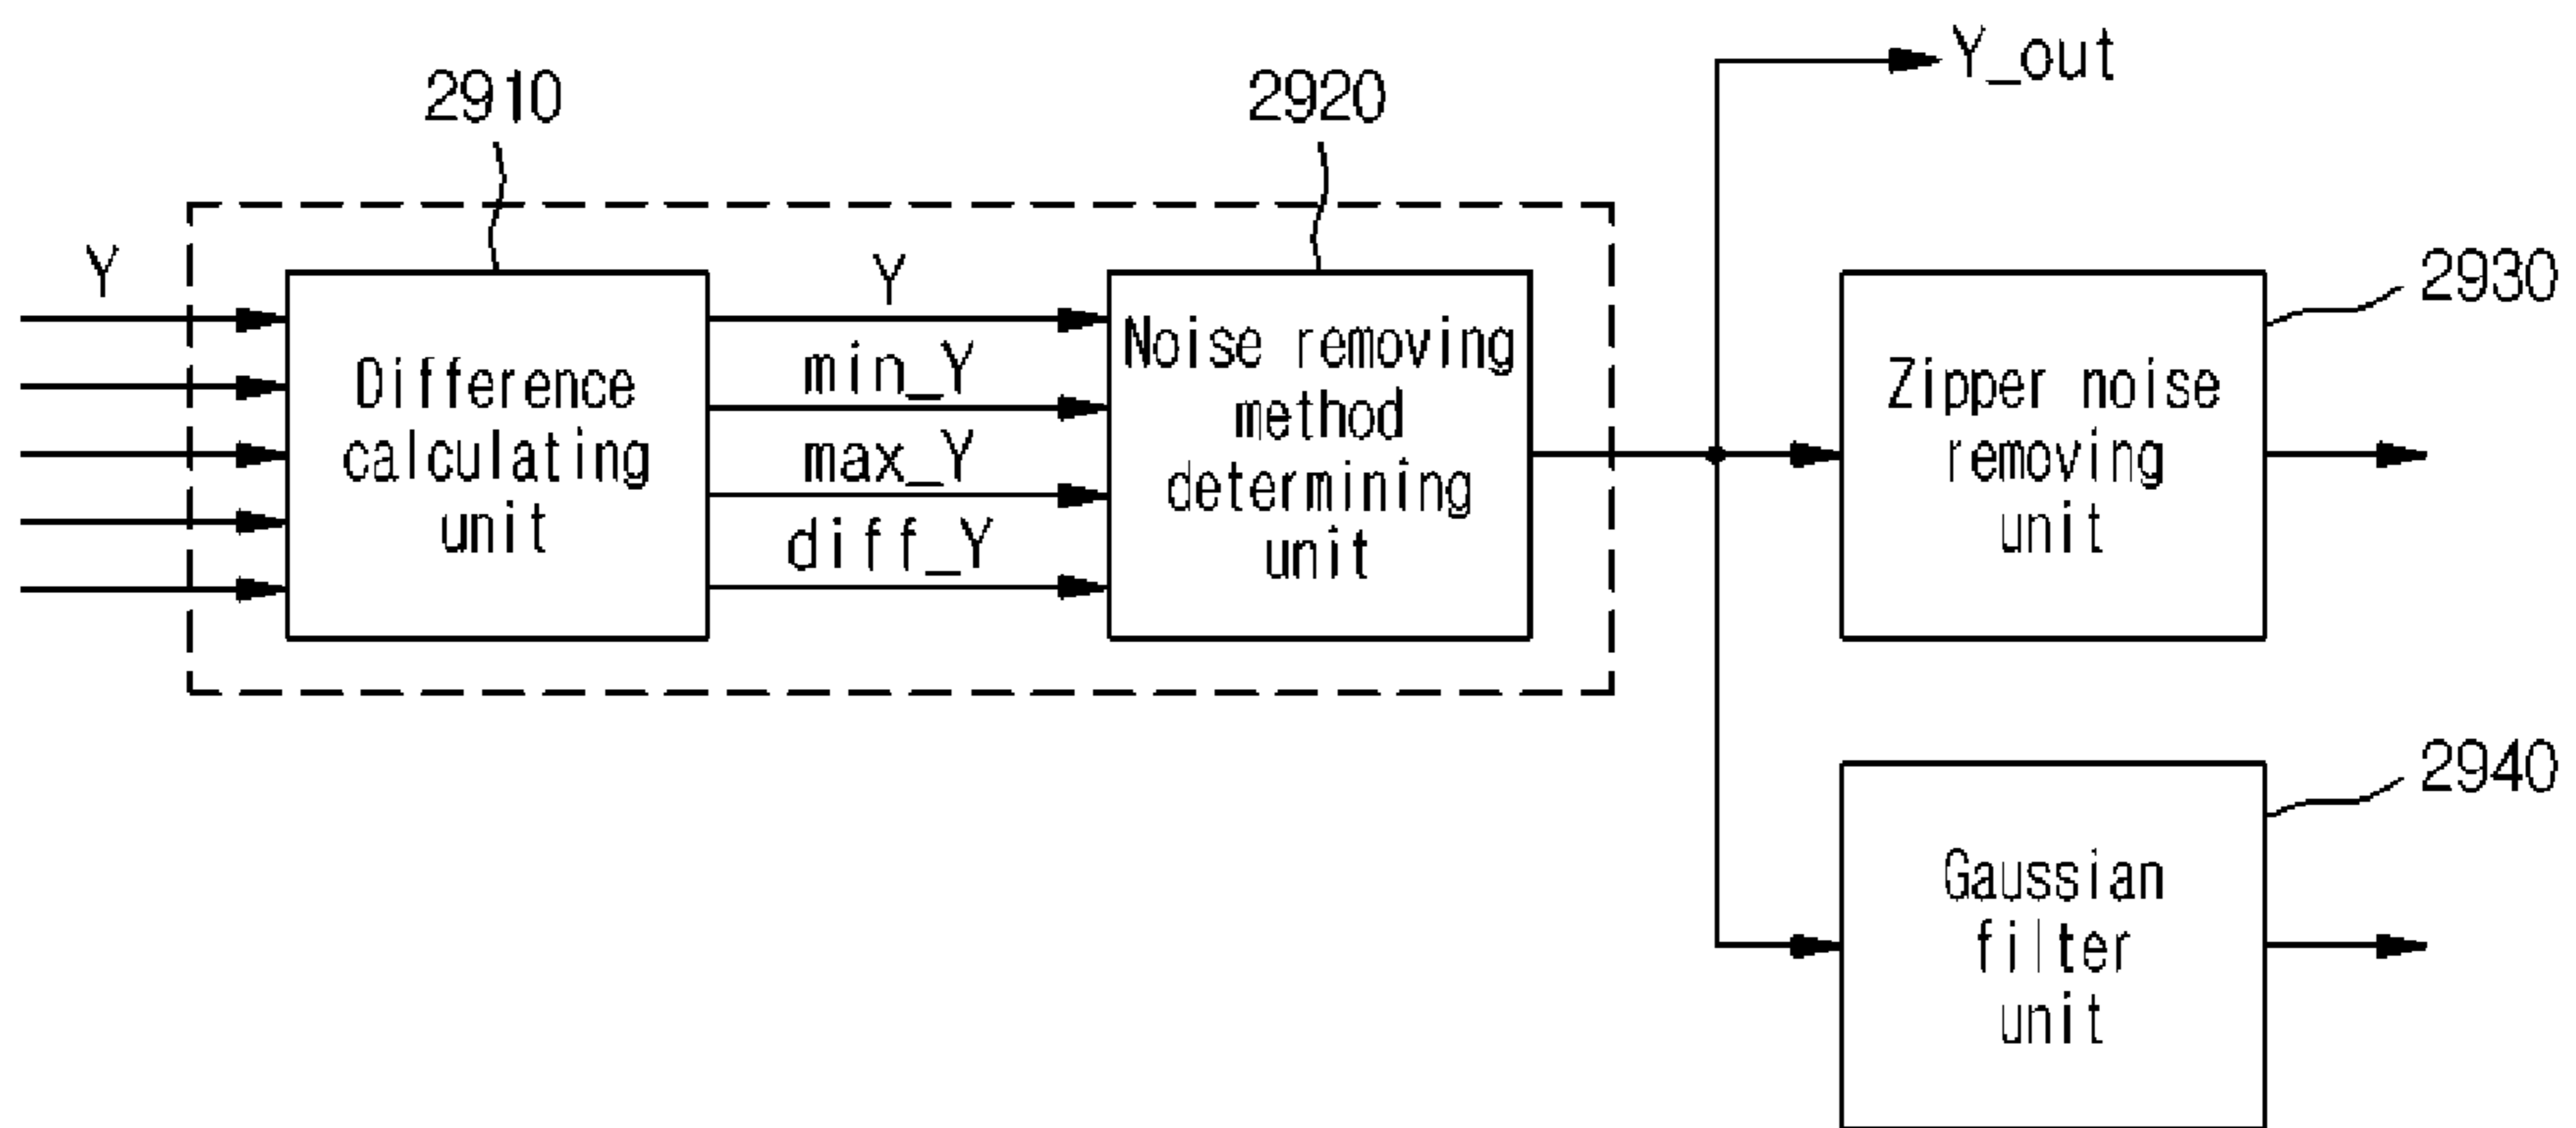 Y_out
2910
2920
Y
Difference
calculating
unit
Y
min_Y
max_Y
diff_Y
Noise removing
method
determining
unit
2930
Zipper noise
removing
unit
2940
Gaussian
filter
unit